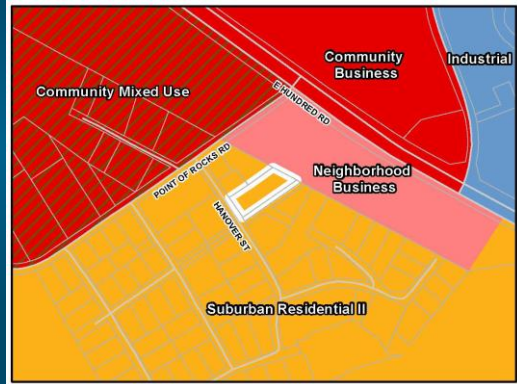 Community
Business
Industrial
Community Mixed Use
E HUNDRED RD
POINT OF ROCKS RD
Neighborhood
Business
HANOVER ST
Suburban Residential II